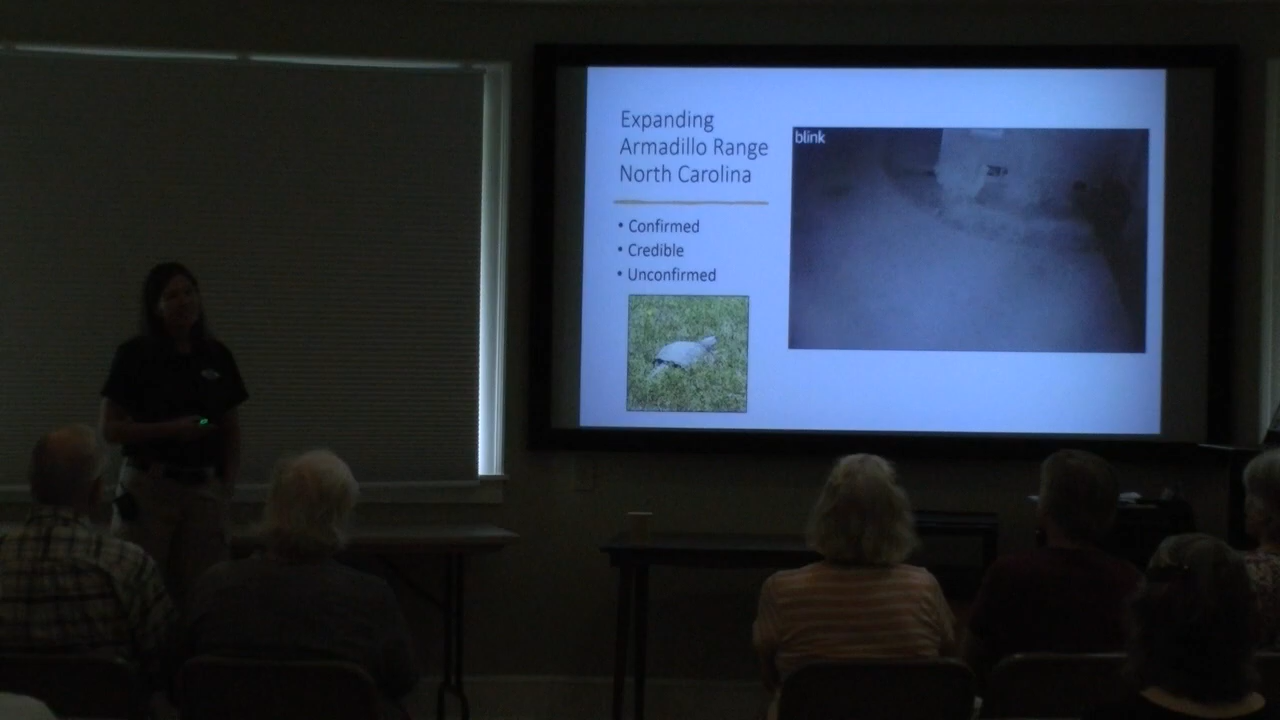 Expanding
Armadillo Range
North Carolina
• Confirmed
• Credible
• Unconfirmed
blink